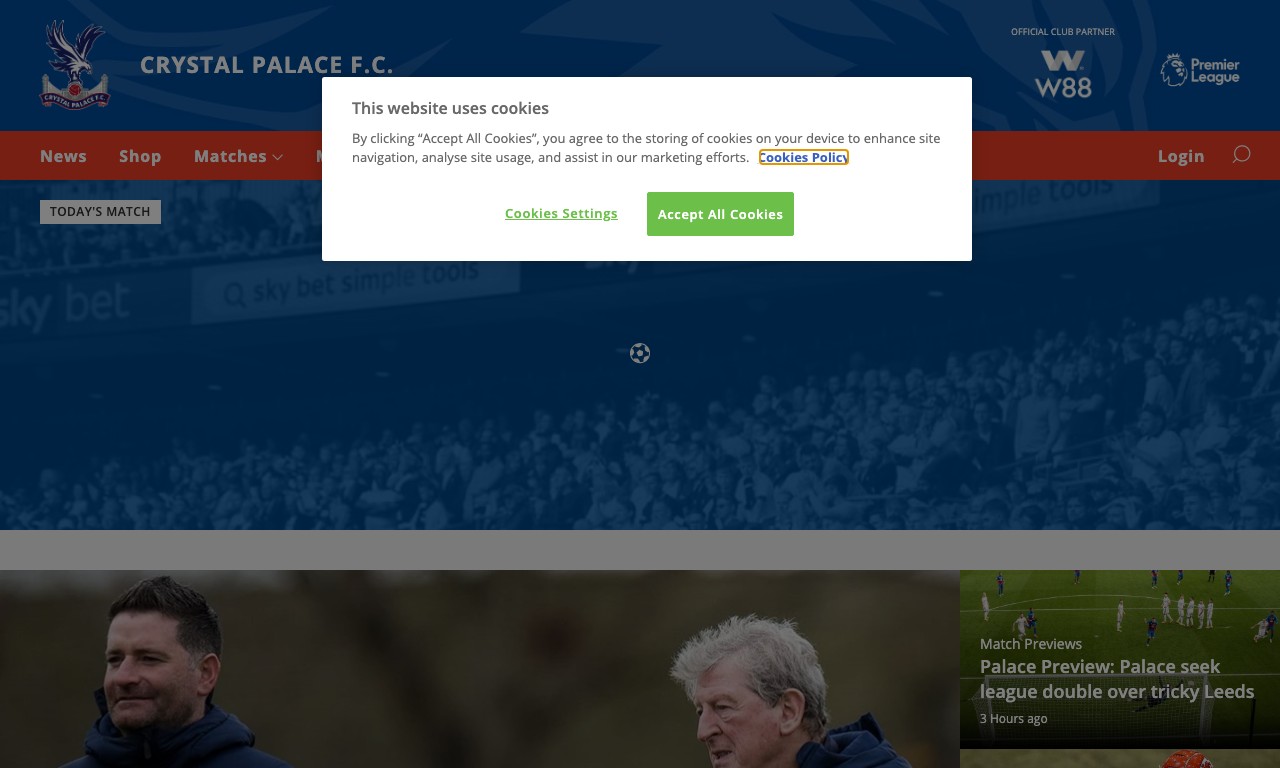 CRYSTAL PALACE F.C.
CRYSTAL PALACE F.C.
OFFICIAL CLUB PARTNER
W88
Premier
League
News
Shop
Matches
Login
This website uses cookies
By clicking “Accept All Cookies”, you agree to the storing of cookies on your device to enhance site
navigation, analyse site usage, and assist in our marketing efforts. Cookies Policy
Cookies Settings
Accept All Cookies
TODAY'S MATCH
simple tools
sky bet
sky bet simple tools
Match Previews
Palace Preview: Palace seek
league double over tricky Leeds
3 Hours ago